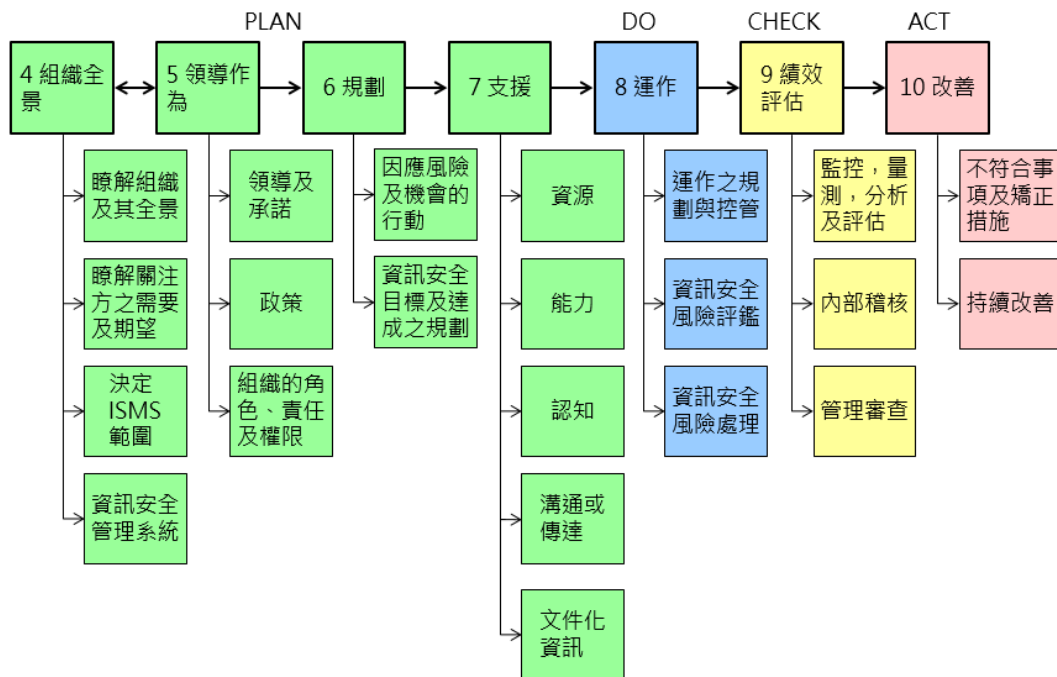 PLAN
DO
CHECK
ACT
4 組織全
景
5 領導作
為
6 規劃
7 支援
8 運作
9 績效
評估
10 改善
瞭解組織
及其全景
瞭解關注
方之需要
及期望
決定
ISMS
範圍
資訊安全
管理系統
領導及
承諾
政策
組織的角
色、責任
及權限
因應風險
及機會的
行動
資訊安全
目標及達
成之規劃
資源
能力
認知
溝通或
傳達
文件化
資訊
運作之規
劃與控管
資訊安全
風險評鑑
資訊安全
風險處理
監控，量
測，分析
及評估
內部稽核
管理審查
不符合事
項及矯正
措施
持續改善